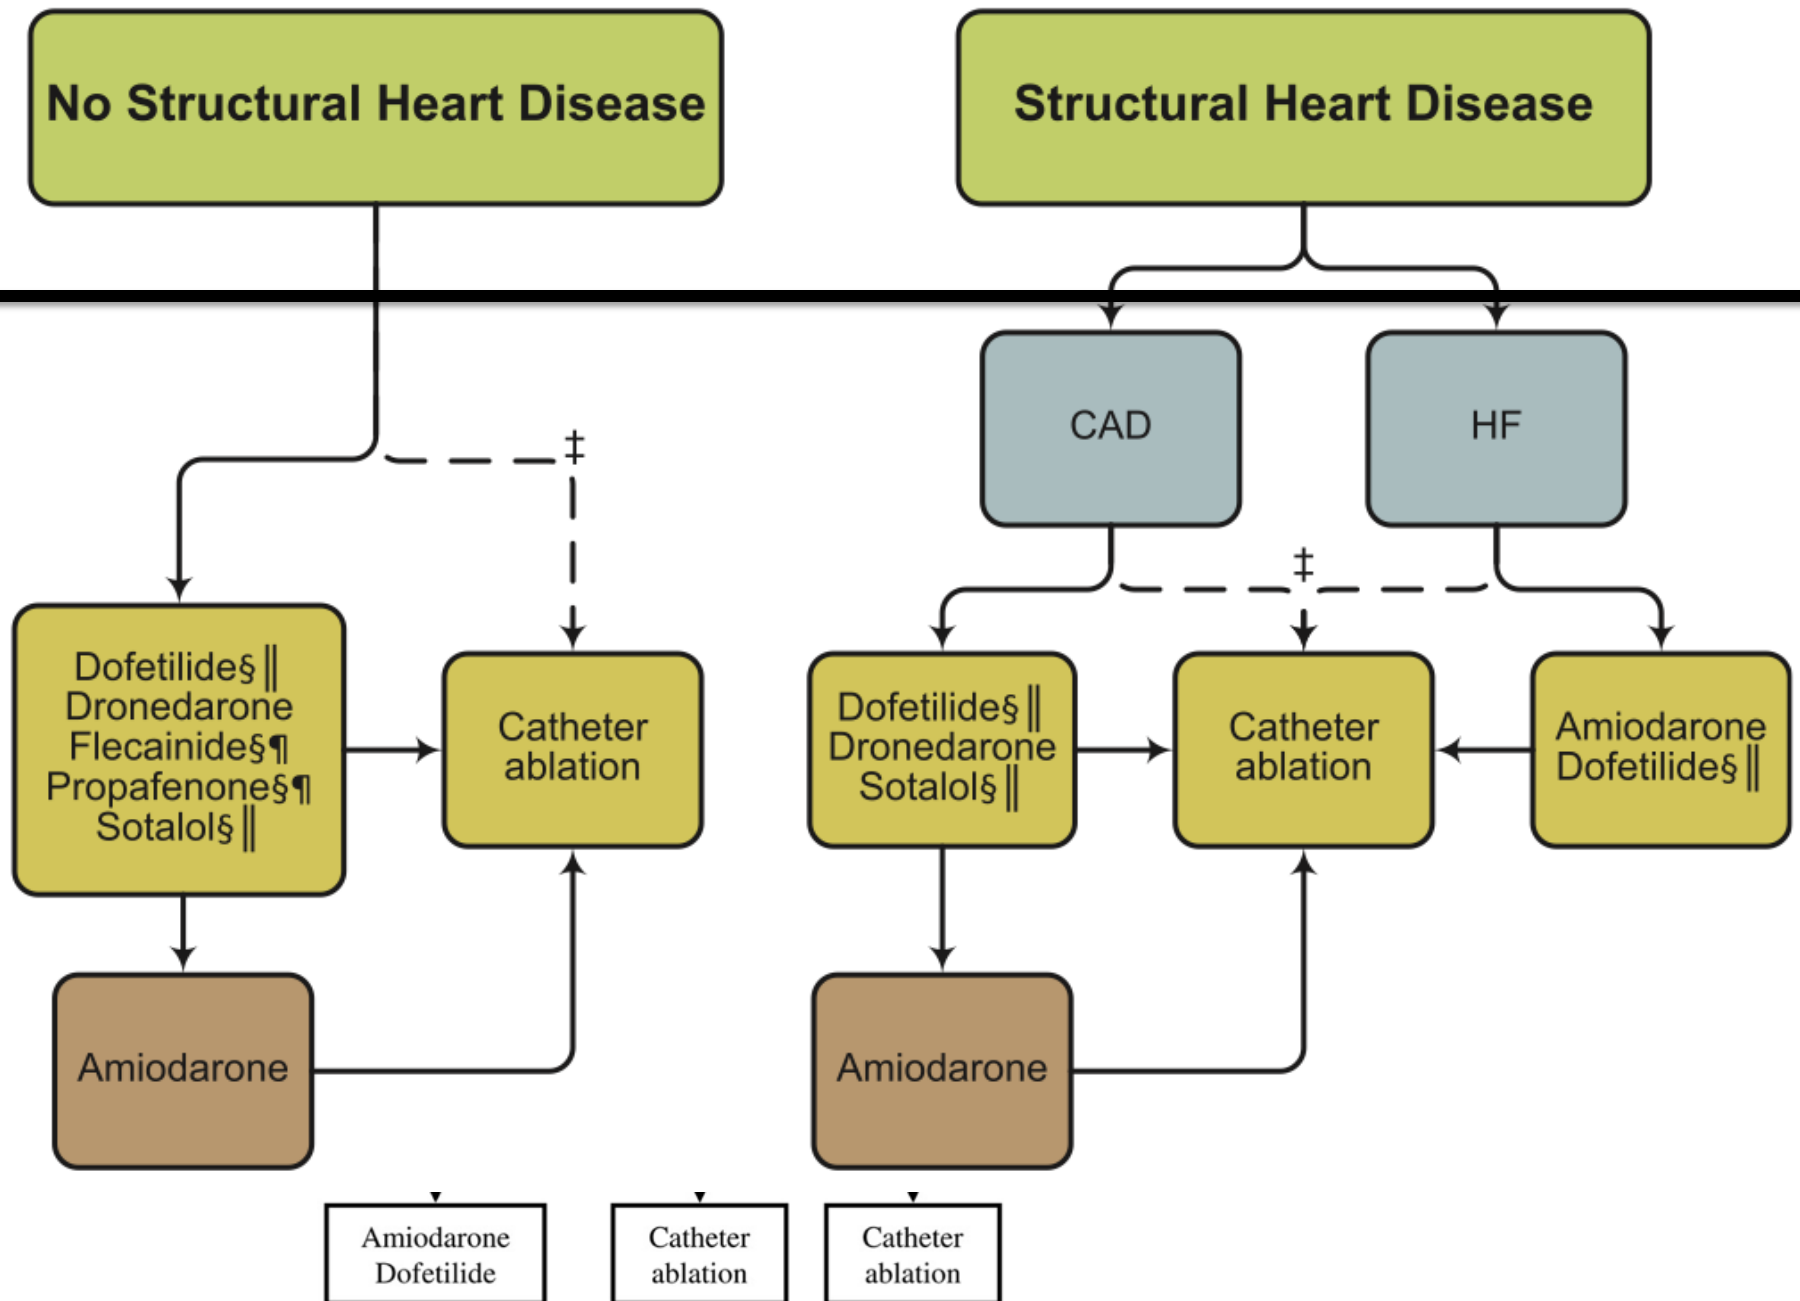 No Structural Heart Disease
Structural Heart Disease
CAD
HF
‡
‡
Dofetilide§‖
Dronedarone
Flecainide§¶
Propafenone§¶
Sotalol§‖
Catheter
ablation
Dofetilide§‖
Dronedarone
Sotalol§‖
Catheter
ablation
Amiodarone
Dofetilide§‖
Amiodarone
Amiodarone
Amiodarone
Dofetilide
Catheter
ablation
Catheter
ablation